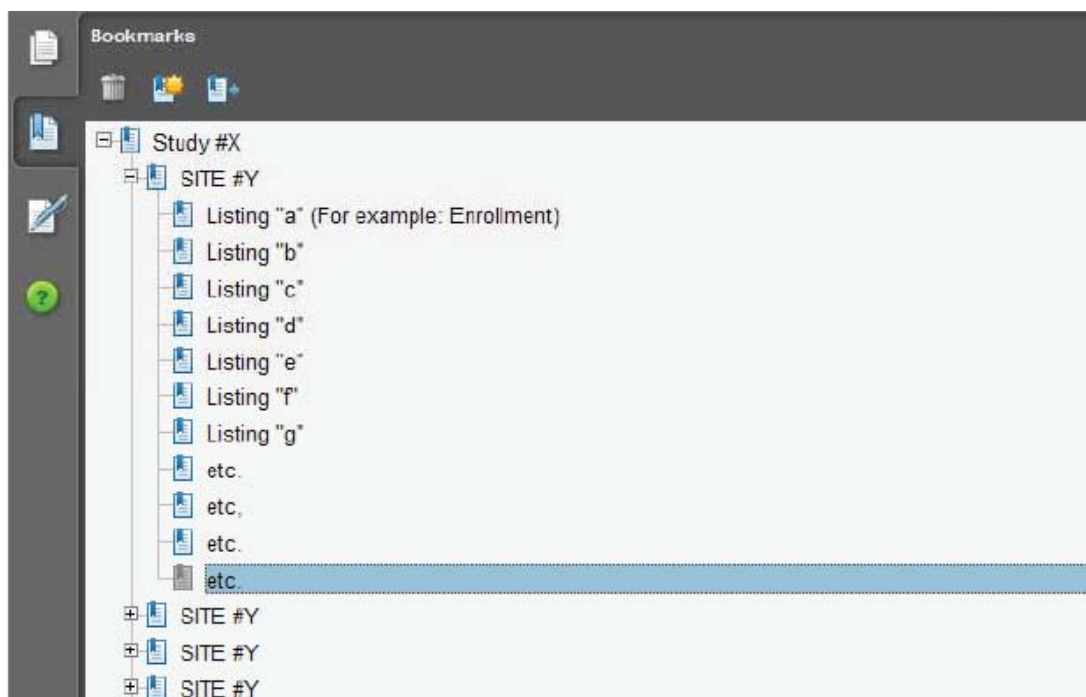 Bookmarks
Study #X
SITE #Y
Listing "a" (For example: Enrollment)
Listing "b"
Listing "c"
Listing "d"
Listing "e"
Listing "f"
Listing "g"
etc.
etc,
etc.
etc.
SITE #Y
SITE #Y
SITE #Y